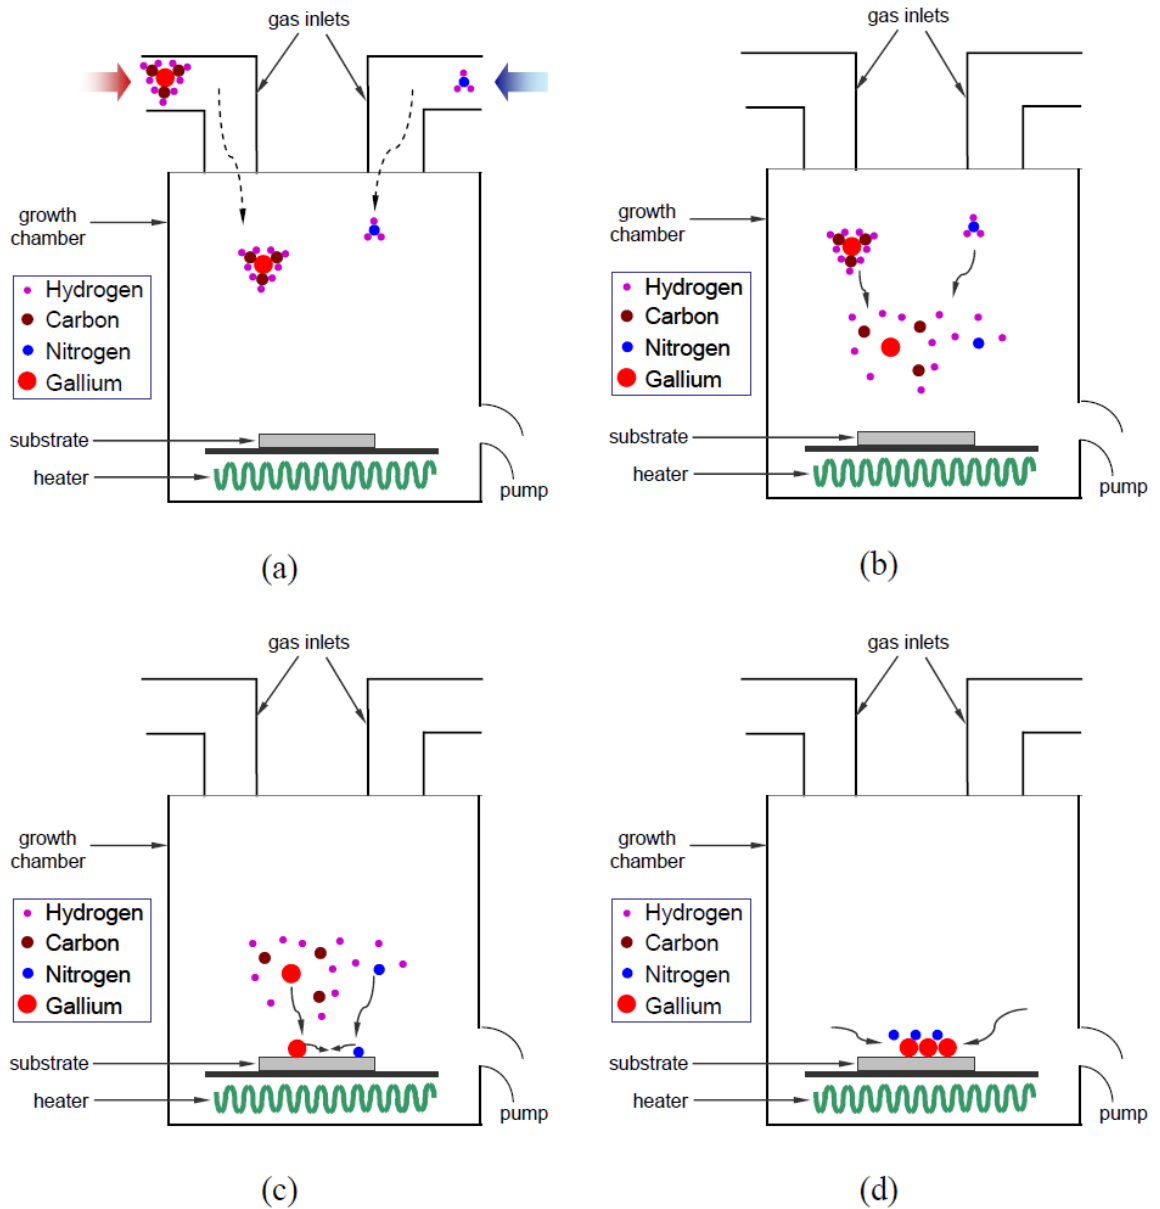 gas inlets
growth
chamber
Hydrogen
Carbon
Nitrogen
Gallium
substrate
heater
pump
(a)
gas inlets
growth
chamber
Hydrogen
Carbon
Nitrogen
Gallium
substrate
heater
pump
(b)
gas inlets
growth
chamber
Hydrogen
Carbon
Nitrogen
Gallium
substrate
heater
pump
(c)
gas inlets
growth
chamber
Hydrogen
Carbon
Nitrogen
Gallium
substrate
heater
pump
(d)